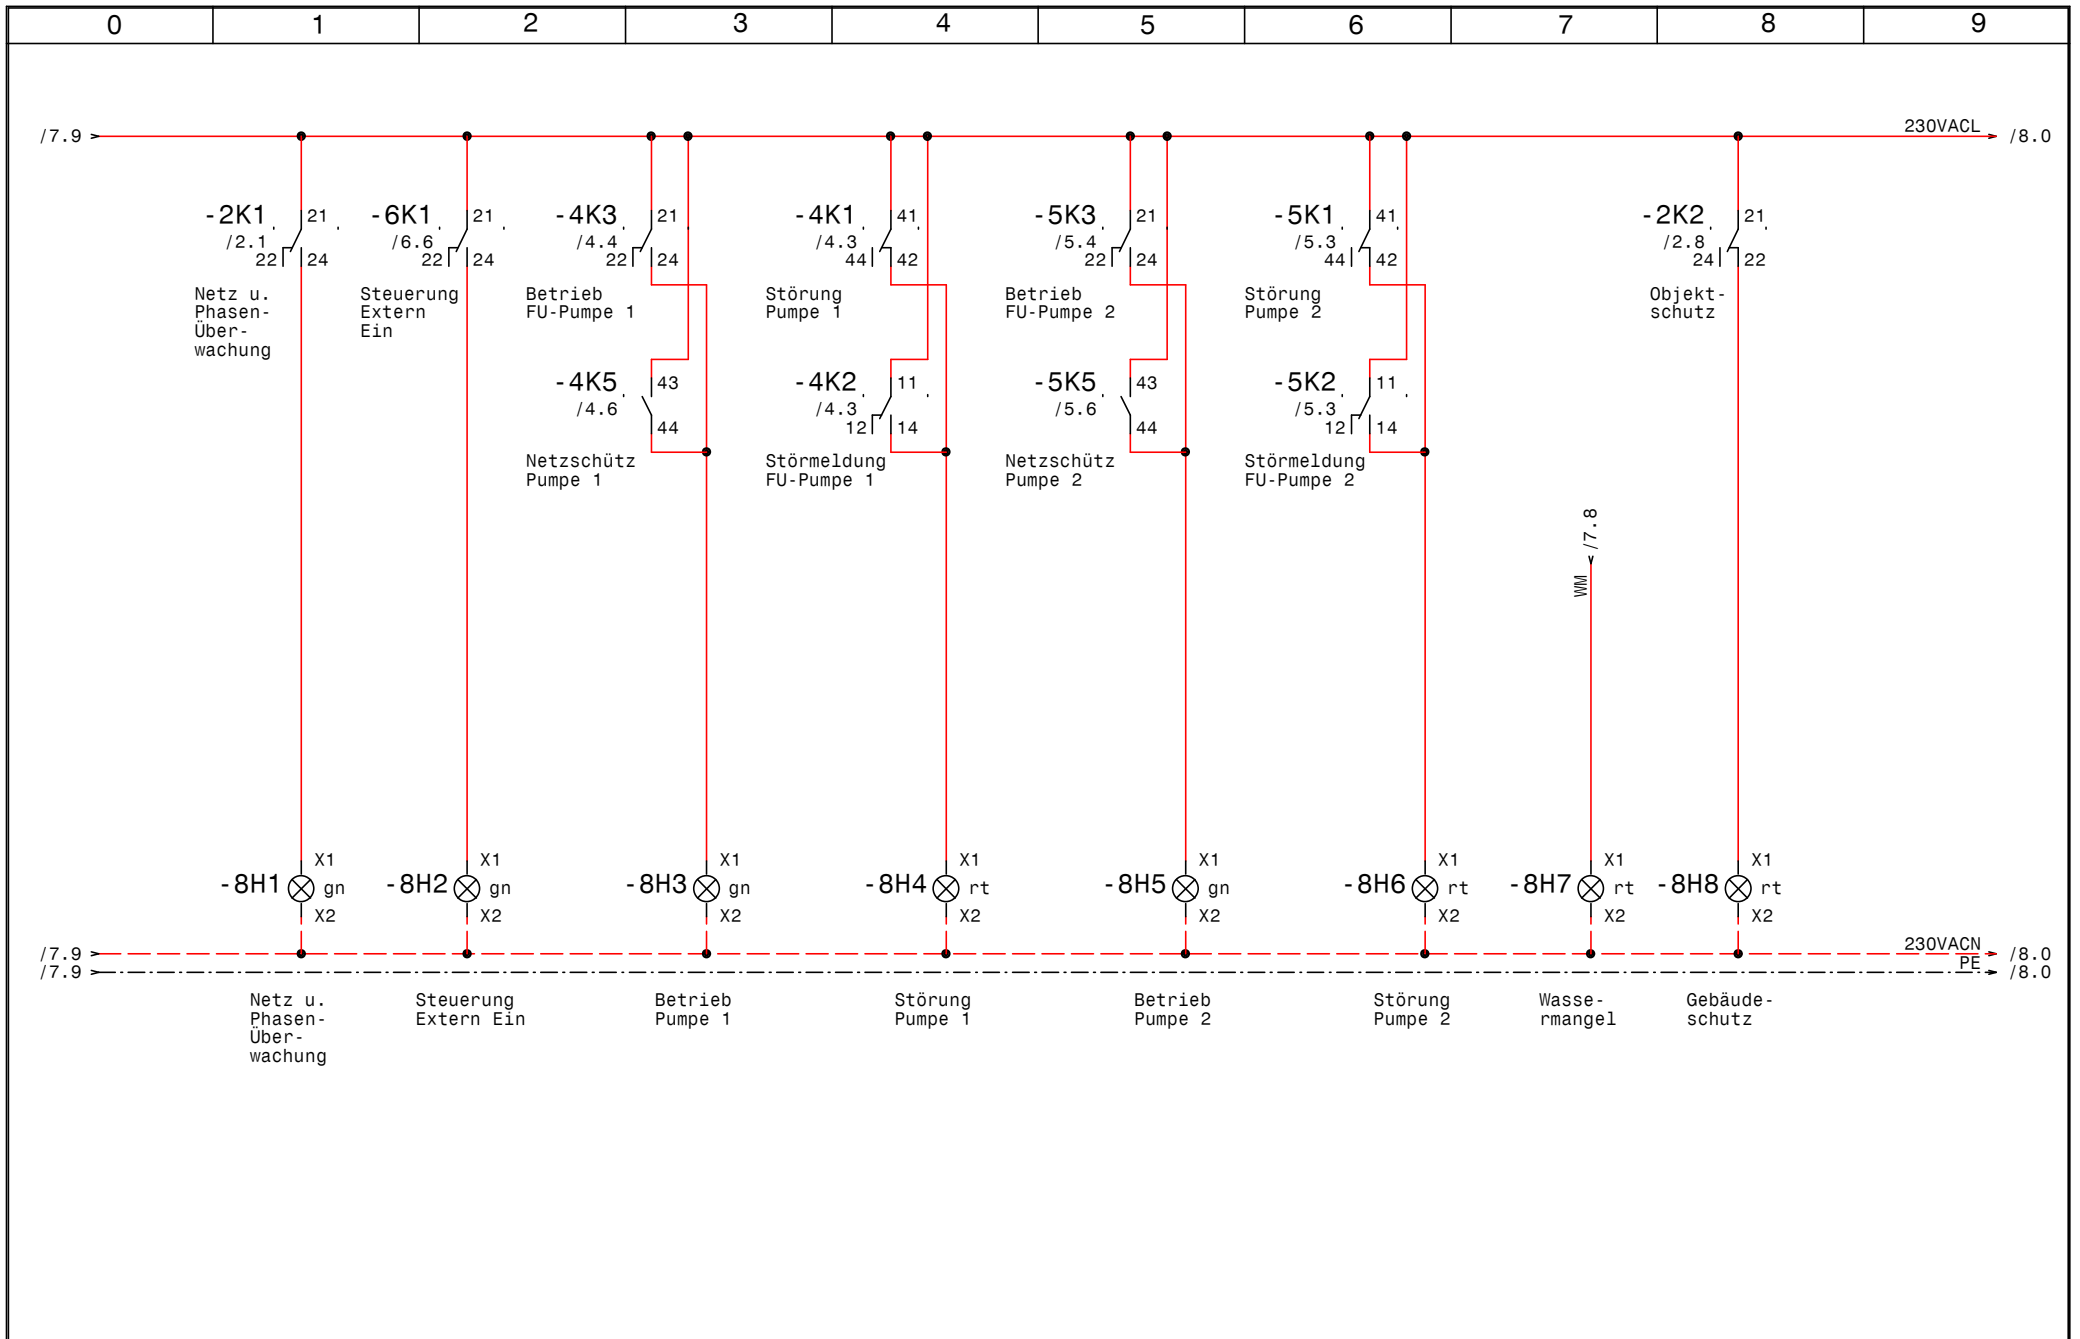 0 1 2 3 4 5 6 7 8 9
/7.9 230VACL /8.0
-2K1 21
/2.1
22 24
Netz u.
Phasen-
Über-
wachung
-6K1 21
/6.6
22 24
Steuerung
Extern
Ein
-4K3 21
/4.4
22 24
Betrieb
FU-Pumpe 1
-4K5 43
/4.6
44
Netzschütz
Pumpe 1
-4K1 41
/4.3
44 42
Störung
Pumpe 1
-4K2 11
/4.3
12 14
Störmeldung
FU-Pumpe 1
-5K3 21
/5.4
22 24
Betrieb
FU-Pumpe 2
-5K5 43
/5.6
44
Netzschütz
Pumpe 2
-5K1 41
/5.3
44 42
Störung
Pumpe 2
-5K2 11
/5.3
12 14
Störmeldung
FU-Pumpe 2
WM /7.8
-2K2 21
/2.8
24 22
Objekt-
schutz
X1
-8H1 gn
X2
X1
-8H2 gn
X2
X1
-8H3 gn
X2
X1
-8H4 rt
X2
X1
-8H5 gn
X2
X1
-8H6 rt
X2
X1
-8H7 rt
X2
X1
-8H8 rt
X2
/7.9 230VACN /8.0
/7.9 PE /8.0
Netz u.
Phasen-
Über-
wachung
Steuerung
Extern Ein
Betrieb
Pumpe 1
Störung
Pumpe 1
Betrieb
Pumpe 2
Störung
Pumpe 2
Wasse-
rmangel
Gebäude-
schutz